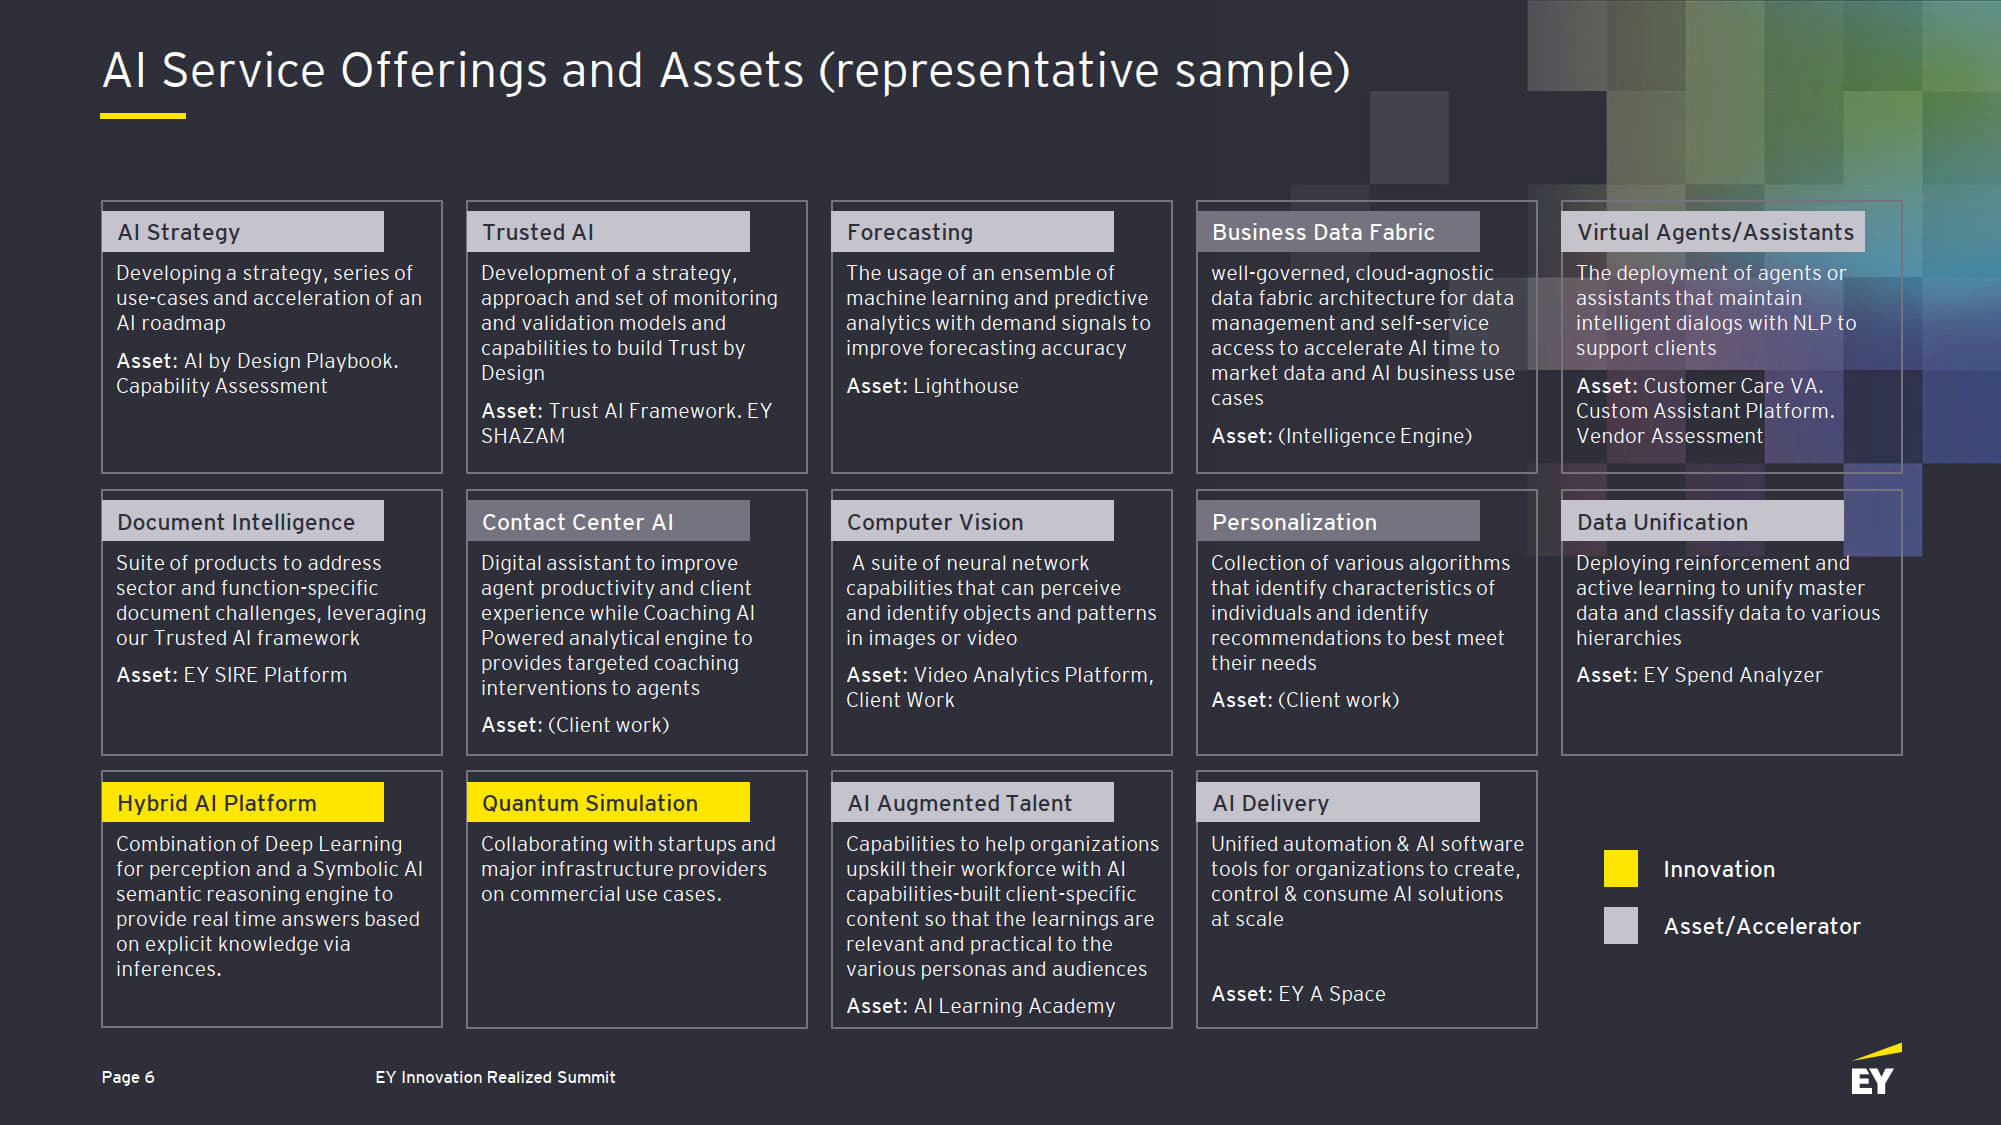 AI Service Offerings and Assets (representative sample)
AI Strategy
Developing a strategy, series of
use-cases and acceleration of an
AI roadmap
Asset: AI by Design Playbook.
Capability Assessment
Trusted AI
Development of a strategy,
approach and set of monitoring
and validation models and
capabilities to build Trust by
Design
Asset: Trust AI Framework. EY
SHAZAM
Forecasting
The usage of an ensemble of
machine learning and predictive
analytics with demand signals to
improve forecasting accuracy
Asset: Lighthouse
Business Data Fabric
well-governed, cloud-agnostic
data fabric architecture for data
management and self-service
access to accelerate AI time to
market data and AI business use
cases
Asset: (Intelligence Engine)
Virtual Agents/Assistants
The deployment of agents or
assistants that maintain
intelligent dialogs with NLP to
support clients
Asset: Customer Care VA.
Custom Assistant Platform.
Vendor Assessment
Document Intelligence
Suite of products to address
sector and function-specific
document challenges, leveraging
our Trusted AI framework
Asset: EY SIRE Platform
Contact Center AI
Digital assistant to improve
agent productivity and client
experience while Coaching AI
Powered analytical engine to
provides targeted coaching
interventions to agents
Asset: (Client work)
Computer Vision
A suite of neural network
capabilities that can perceive
and identify objects and patterns
in images or video
Asset: Video Analytics Platform,
Client Work
Personalization
Collection of various algorithms
that identify characteristics of
individuals and identify
recommendations to best meet
their needs
Asset: (Client work)
Data Unification
Deploying reinforcement and
active learning to unify master
data and classify data to various
hierarchies
Asset: EY Spend Analyzer
Hybrid AI Platform
Combination of Deep Learning
for perception and a Symbolic AI
semantic reasoning engine to
provide real time answers based
on explicit knowledge via
inferences.
Quantum Simulation
Collaborating with startups and
major infrastructure providers
on commercial use cases.
AI Augmented Talent
Capabilities to help organizations
upskill their workforce with AI
capabilities-built client-specific
content so that the learnings are
relevant and practical to the
various personas and audiences
Asset: AI Learning Academy
AI Delivery
Unified automation & AI software
tools for organizations to create,
control & consume AI solutions
at scale
Asset: EY A Space
Innovation
Asset/Accelerator
Page 6
EY Innovation Realized Summit
EY